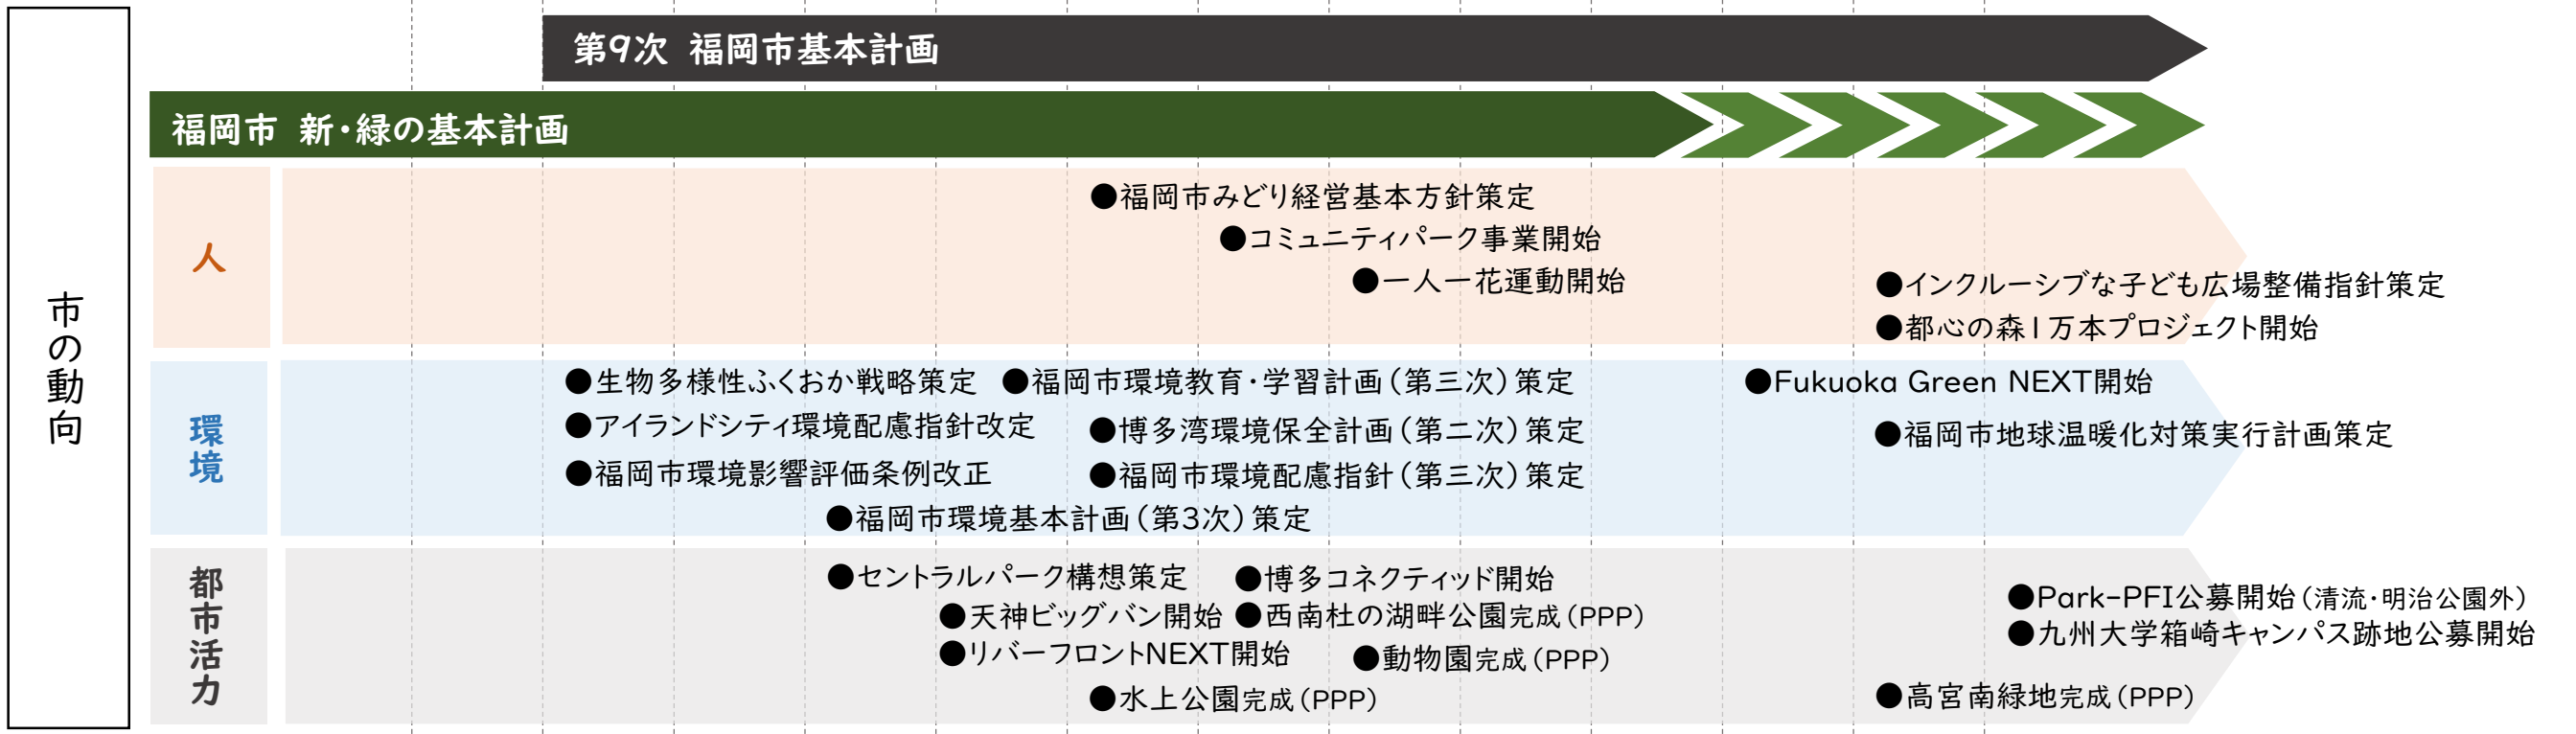 市の動向
第9次 福岡市基本計画
福岡市 新・緑の基本計画
人
●福岡市みどり経営基本方針策定
●コミュニティパーク事業開始
●一人一花運動開始
●インクルーシブな子ども広場整備指針策定
●都心の森1万本プロジェクト開始
環境
●生物多様性ふくおか戦略策定
●福岡市環境教育・学習計画（第三次）策定
●Fukuoka Green NEXT開始
●アイランドシティ環境配慮指針改定
●博多湾環境保全計画（第二次）策定
●福岡市地球温暖化対策実行計画策定
●福岡市環境影響評価条例改正
●福岡市環境配慮指針（第三次）策定
●福岡市環境基本計画（第3次）策定
都市活力
●セントラルパーク構想策定
●博多コネクティッド開始
●天神ビッグバン開始
●西南杜の湖畔公園完成（PPP）
●Park-PFI公募開始（清流・明治公園外）
●九州大学箱崎キャンパス跡地公募開始
●リバーフロントNEXT開始
●動物園完成（PPP）
●水上公園完成（PPP）
●高宮南緑地完成（PPP）